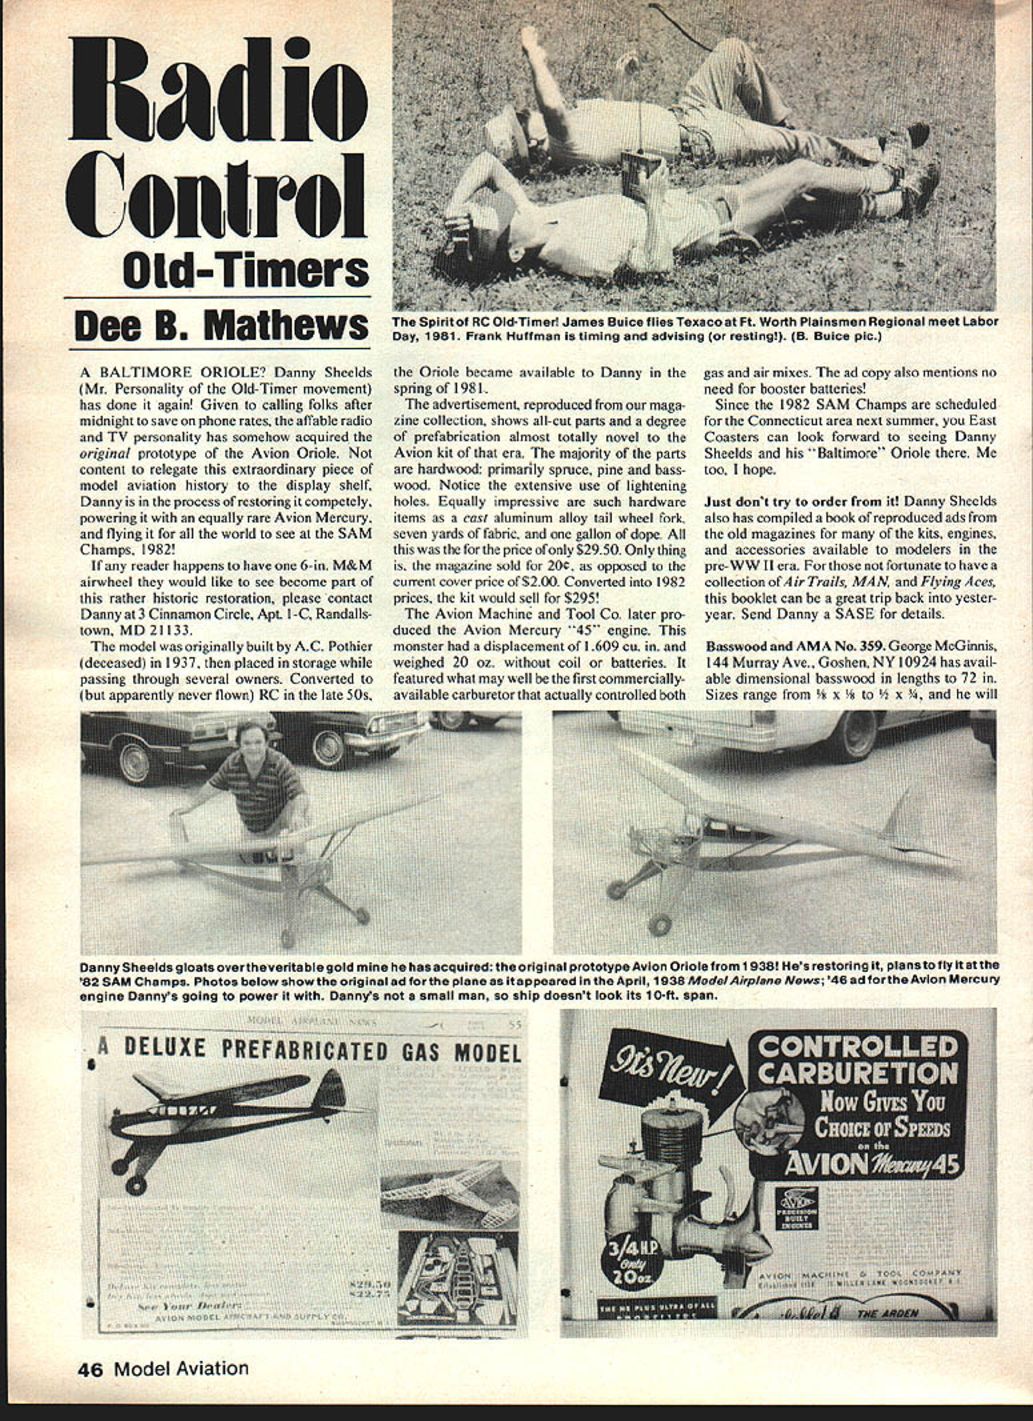 Radio
Control
Old-Timers
Dee B. Mathews
The Spirit of RC Old-Timer! James Buice flies Texaco at Ft. Worth Plainsmen Regional meet Labor
Day, 1981. Frank Huffman is timing and advising (or resting!). (B. Buice pic.)
A BALTIMORE ORIOLE? Danny Sheelds
(Mr. Personality of the Old-Timer movement)
has done it again! Given to calling folks after
midnight to save on phone rates, the affable radio
and TV personality has somehow acquired the
original prototype of the Avion Oriole. Not
content to relegate this extraordinary piece of
model aviation history to the display shelf,
Danny is in the process of restoring it competely,
powering it with an equally rare Avion Mercury,
and flying it for all the world to see at the SAM
Champs, 1982!
If any reader happens to have one 6-in. M&M
airwheel they would like to see become part of
this rather historic restoration, please contact
Danny at 3 Cinnamon Circle, Apt. 1-C, Randalls-
town, MD 21133.
The model was originally built by A.C. Pothier
(deceased) in 1937, then placed in storage while
passing through several owners. Converted to
(but apparently never flown) RC in the late 50s,
the Oriole became available to Danny in the
spring of 1981.
The advertisement, reproduced from our maga-
zine collection, shows all-cut parts and a degree
of prefabrication almost totally novel to the
Avion kit of that era. The majority of the parts
are hardwood: primarily spruce, pine and bass-
wood. Notice the extensive use of lightening
holes. Equally impressive are such hardware
items as a cast aluminum alloy tail wheel fork,
seven yards of fabric, and one gallon of dope. All
this was the for the price of only $29.50. Only thing
is, the magazine sold for 20¢, as opposed to the
current cover price of $2.00. Converted into 1982
prices, the kit would sell for $295!
The Avion Machine and Tool Co. later pro-
duced the Avion Mercury "45" engine. This
monster had a displacement of 1.609 cu. in. and
weighed 20 oz. without coil or batteries. It
featured what may well be the first commercially-
available carburetor that actually controlled both
gas and air mixes. The ad copy also mentions no
need for booster batteries!
Since the 1982 SAM Champs are scheduled
for the Connecticut area next summer, you East
Coasters can look forward to seeing Danny
Sheelds and his "Baltimore" Oriole there. Me
too, I hope.
Just don't try to order from it! Danny Sheelds
also has compiled a book of reproduced ads from
the old magazines for many of the kits, engines,
and accessories available to modelers in the
pre-WW II era. For those not fortunate to have a
collection of Air Trails, MAN, and Flying Aces,
this booklet can be a great trip back into yester-
year. Send Danny a SASE for details.
Basswood and AMA No. 359. George McGinnis,
144 Murray Ave., Goshen, NY 10924 has avail-
able dimensional basswood in lengths to 72 in.
Sizes range from ⅛ x ⅛ to ½ x ¾, and he will
Danny Sheelds gloats over the veritable gold mine he has acquired: the original prototype Avion Oriole from 1938! He's restoring it, plans to fly it at the
'82 SAM Champs. Photos below show the original ad for the plane as it appeared in the April, 1938 Model Airplane News; '46 ad for the Avion Mercury
engine Danny's going to power it with. Danny's not a small man, so ship doesn't look its 10-ft. span.
MODEL AIRPLANE NEWS
55
A DELUXE PREFABRICATED GAS MODEL
$29.50
$22.75
See Your Dealer:
AVION MODEL AIRCRAFT AND SUPPLY CO.
It's New!
CONTROLLED
CARBURETION
NOW GIVES YOU
CHOICE OF SPEEDS
on the
AVION Mercury 45
AVION
PRECISION
BUILT
ENGINES
3/4 H.P.
Only
20 oz.
AVION MACHINE & TOOL COMPANY
THE NE PLUS ULTRA OF ALL
THE ARDEN
46 Model Aviation